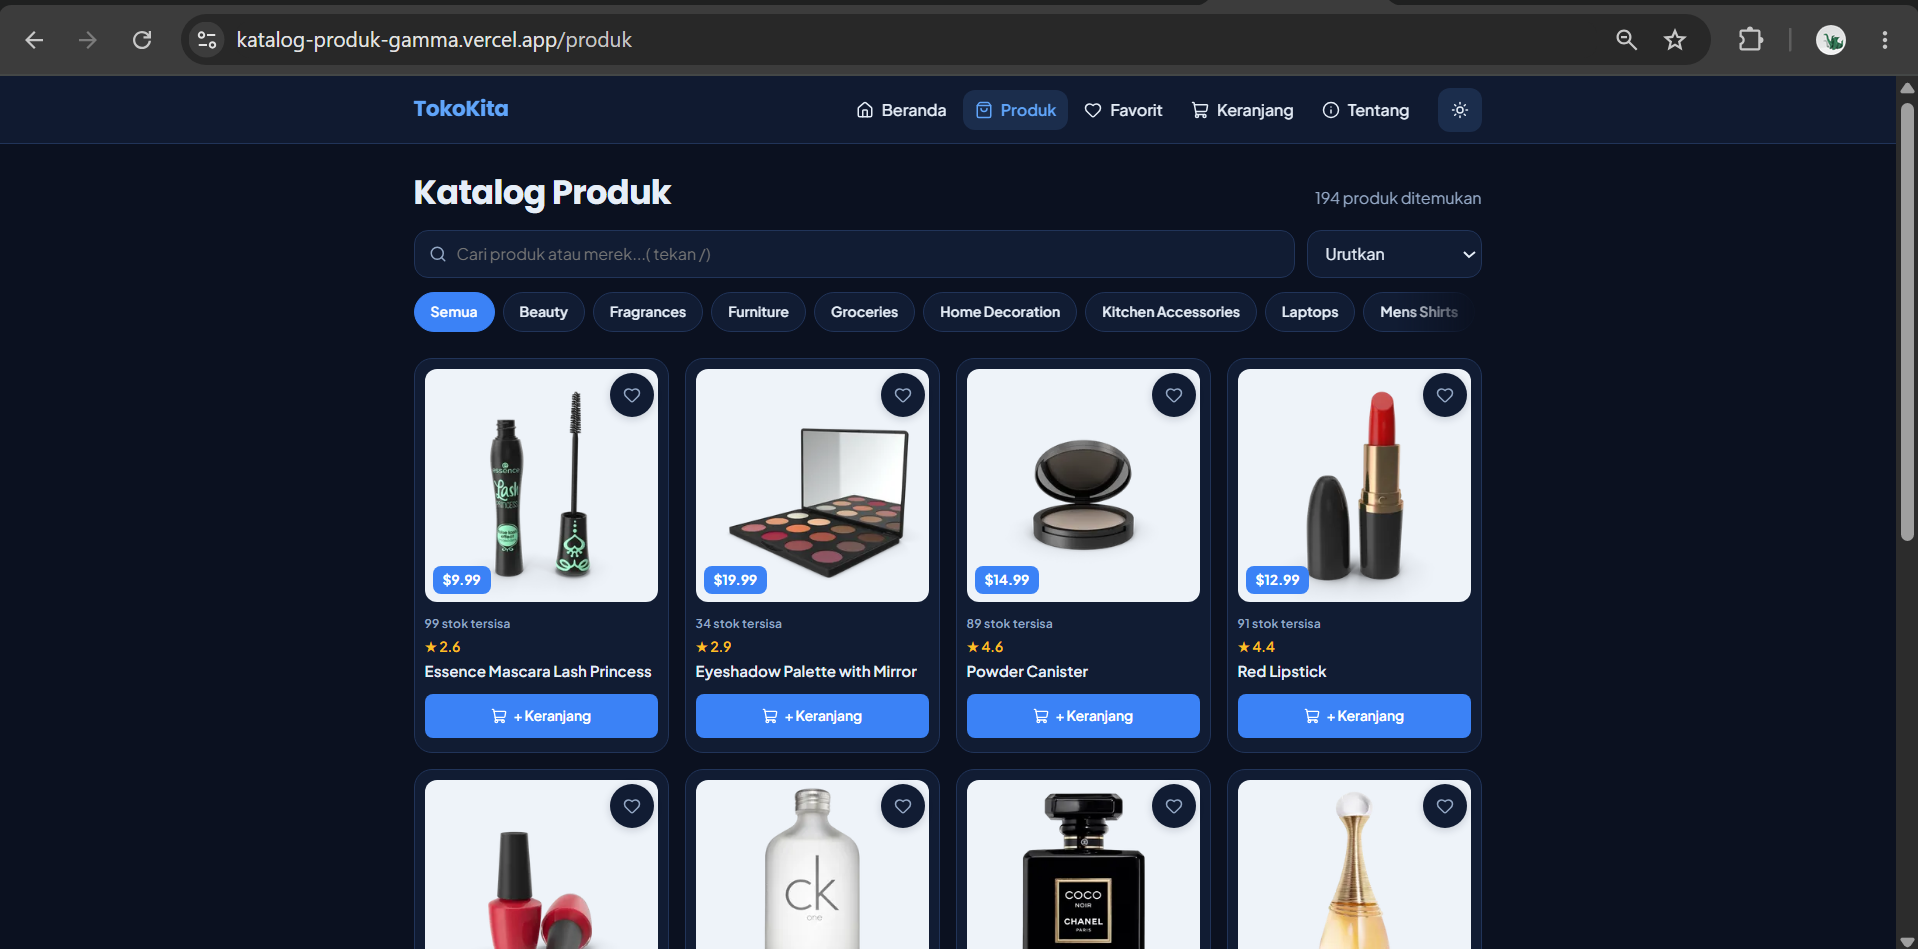 katalog-produk-gamma.vercel.app/produk
TokoKita
Beranda
Produk
Favorit
Keranjang
Tentang
Katalog Produk
194 produk ditemukan
Cari produk atau merek...( tekan /)
Urutkan
Semua
Beauty
Fragrances
Furniture
Groceries
Home Decoration
Kitchen Accessories
Laptops
Mens Shirts
essence
Lash
PRINCESS
$9.99
$19.99
$14.99
$12.99
99 stok tersisa
34 stok tersisa
89 stok tersisa
91 stok tersisa
★ 2.6
★ 2.9
★ 4.6
★ 4.4
Essence Mascara Lash Princess
Eyeshadow Palette with Mirror
Powder Canister
Red Lipstick
+ Keranjang
+ Keranjang
+ Keranjang
+ Keranjang
ck
one
COCO
NOIR
CHANEL
PARIS